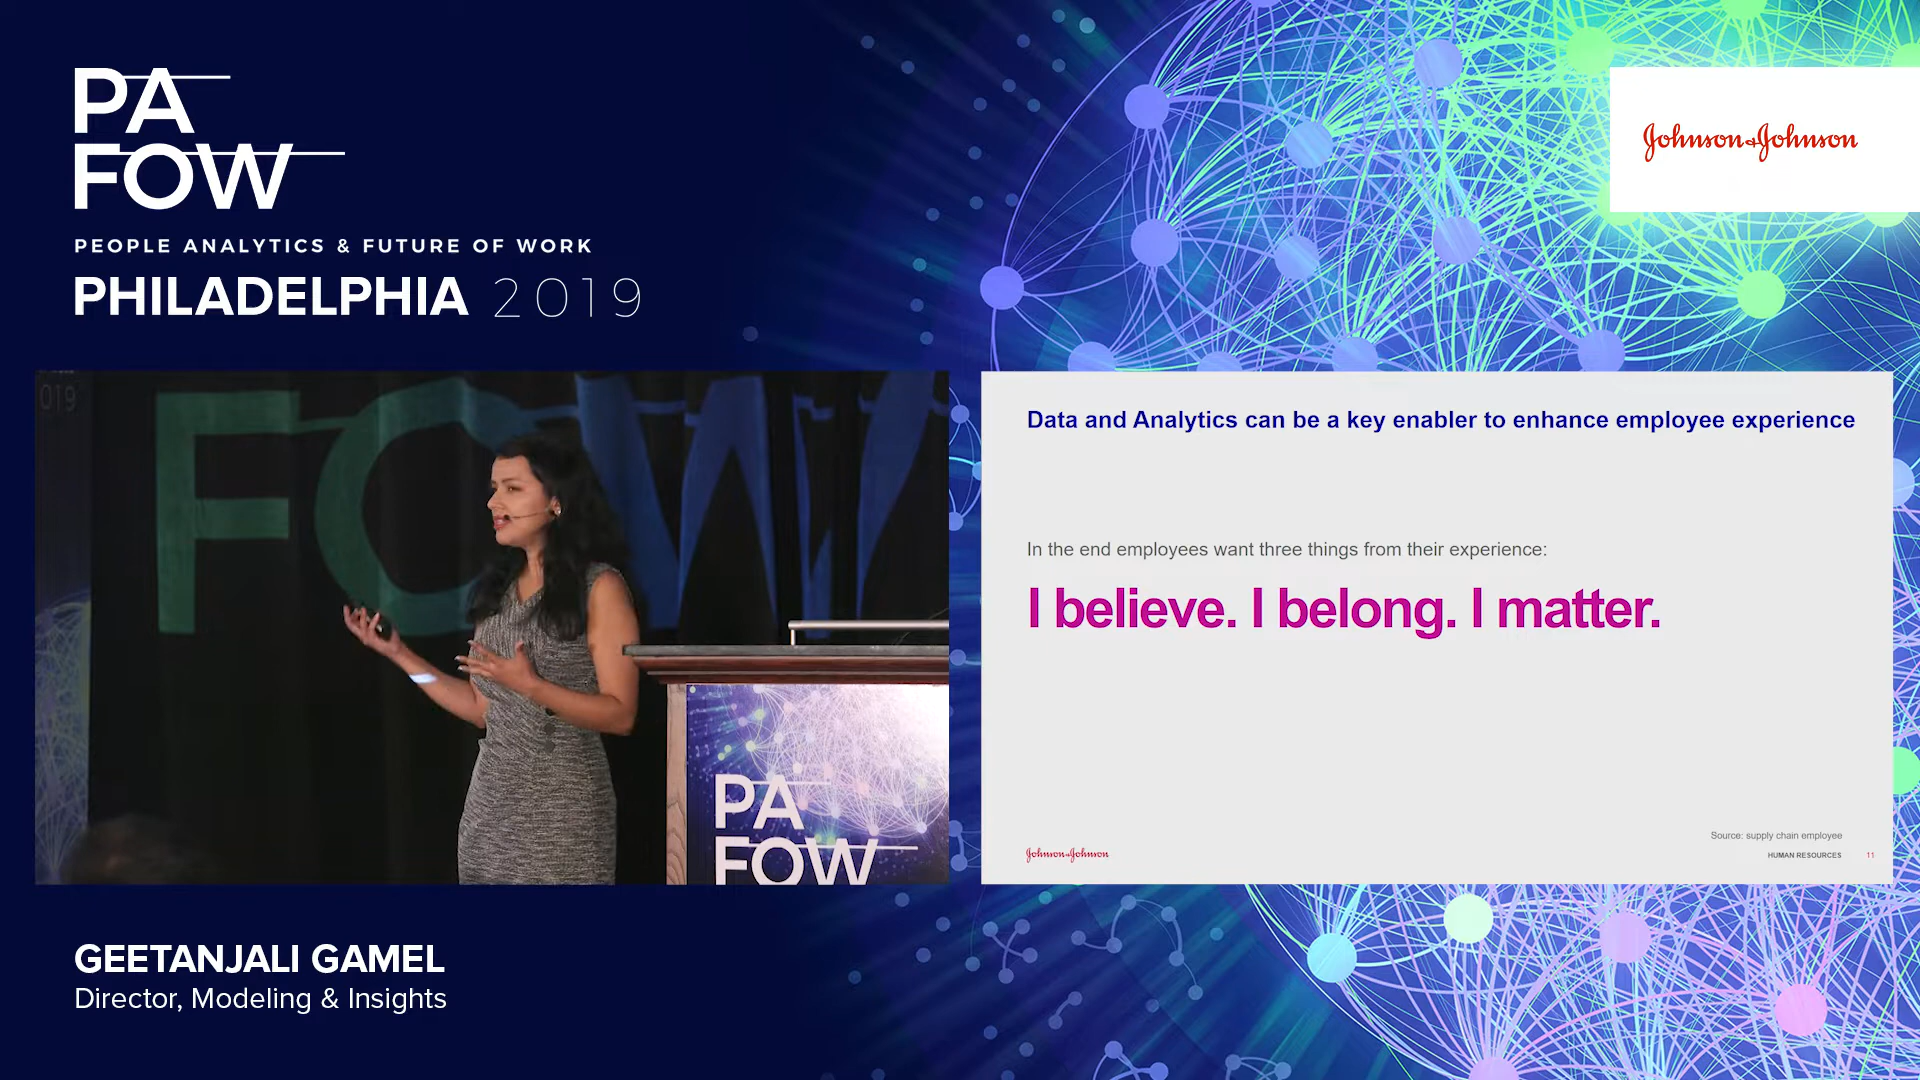 PA
FOW
PEOPLE ANALYTICS & FUTURE OF WORK
PHILADELPHIA 2019
Johnson & Johnson
019
FOW
PA
FOW
Data and Analytics can be a key enabler to enhance employee experience
In the end employees want three things from their experience:
I believe. I belong. I matter.
Source: supply chain employee
Johnson & Johnson
HUMAN RESOURCES 11
GEETANJALI GAMEL
Director, Modeling & Insights